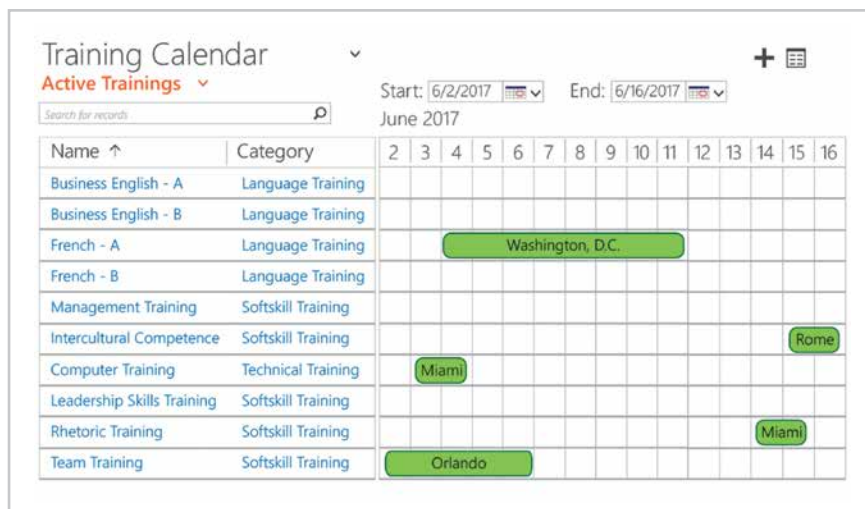 Training Calendar
Active Trainings
Start: 6/2/2017 End: 6/16/2017
Search for records
June 2017
Name ↑ Category 2 3 4 5 6 7 8 9 10 11 12 13 14 15 16
Business English - A Language Training
Business English - B Language Training
French - A Language Training Washington, D.C.
French - B Language Training
Management Training Softskill Training
Intercultural Competence Softskill Training Rome
Computer Training Technical Training Miami
Leadership Skills Training Softskill Training
Rhetoric Training Softskill Training Miami
Team Training Softskill Training Orlando